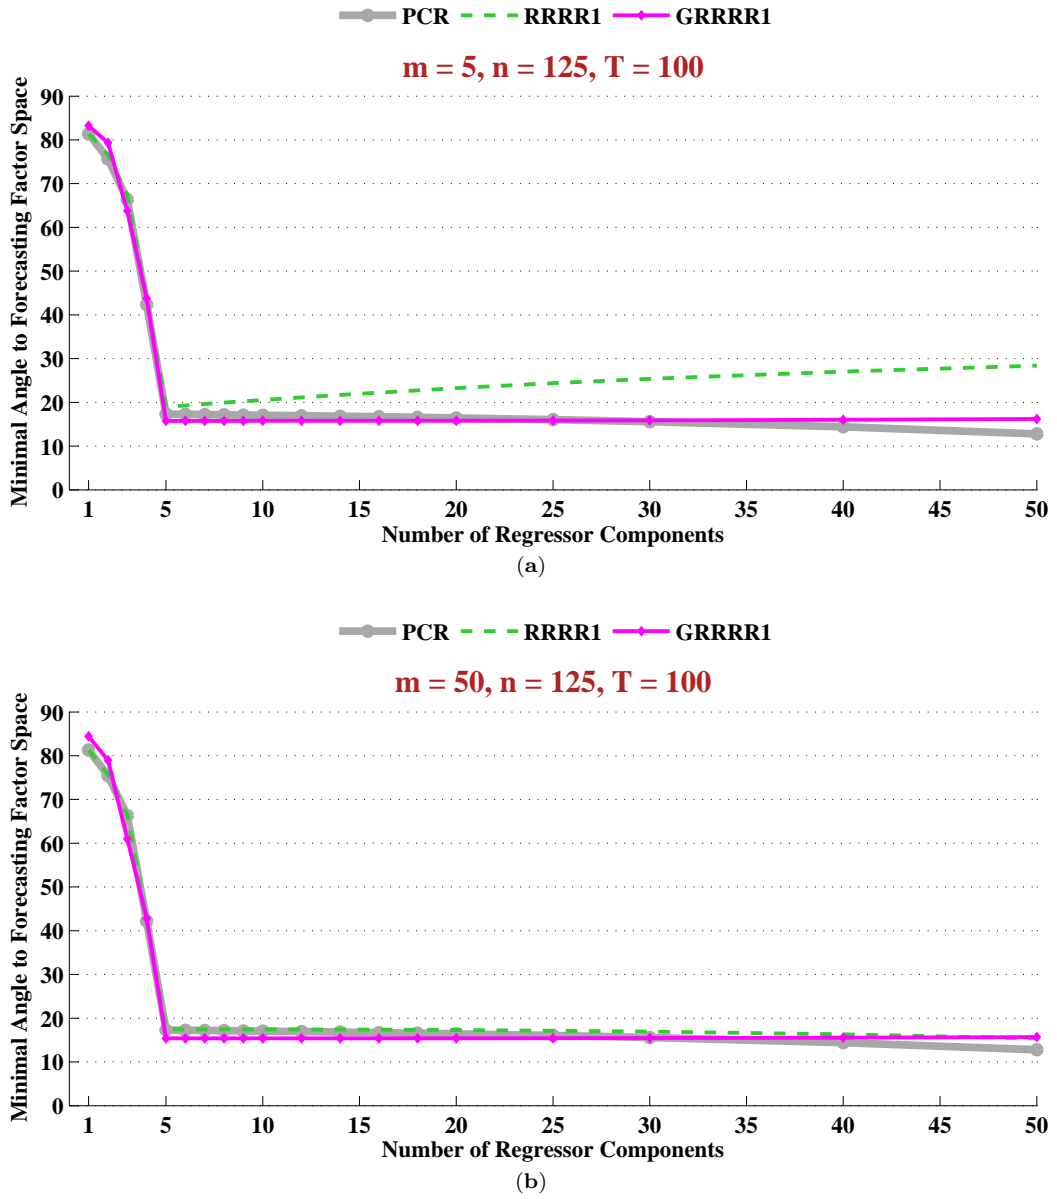 PCR RRRR1 GRRRR1
m = 5, n = 125, T = 100
Minimal Angle to Forecasting Factor Space
90
80
70
60
50
40
30
20
10
0
1 5 10 15 20 25 30 35 40 45 50
Number of Regressor Components
(a)
PCR RRRR1 GRRRR1
m = 50, n = 125, T = 100
Minimal Angle to Forecasting Factor Space
90
80
70
60
50
40
30
20
10
0
1 5 10 15 20 25 30 35 40 45 50
Number of Regressor Components
(b)